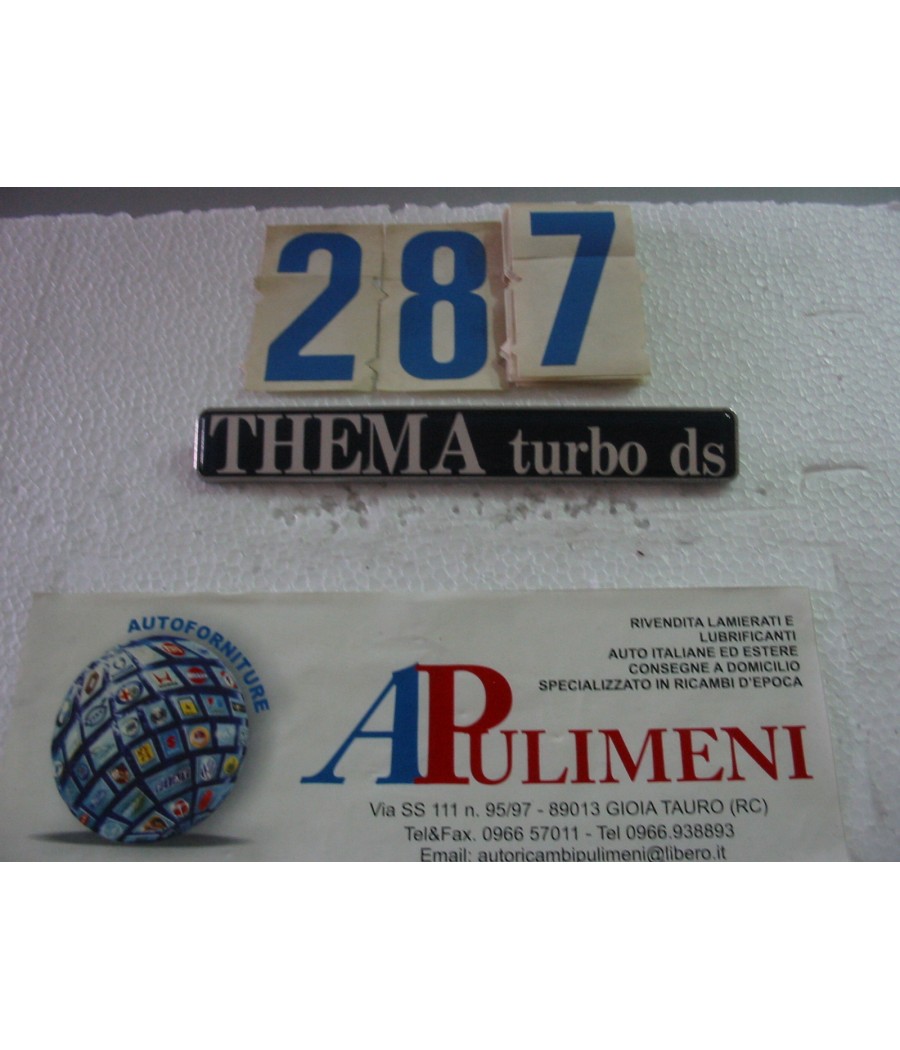 287
THEMA turbo ds
AUTOFORNITURE
RIVENDITA LAMIERATI E
LUBRIFICANTI
AUTO ITALIANE ED ESTERE
CONSEGNE A DOMICILIO
SPECIALIZZATO IN RICAMBI D'EPOCA
APULIMENI
Via SS 111 n. 95/97 - 89013 GIOIA TAURO (RC)
Tel&Fax. 0966 57011 - Tel 0966.938893
Email: autoricambipulimeni@libero.it